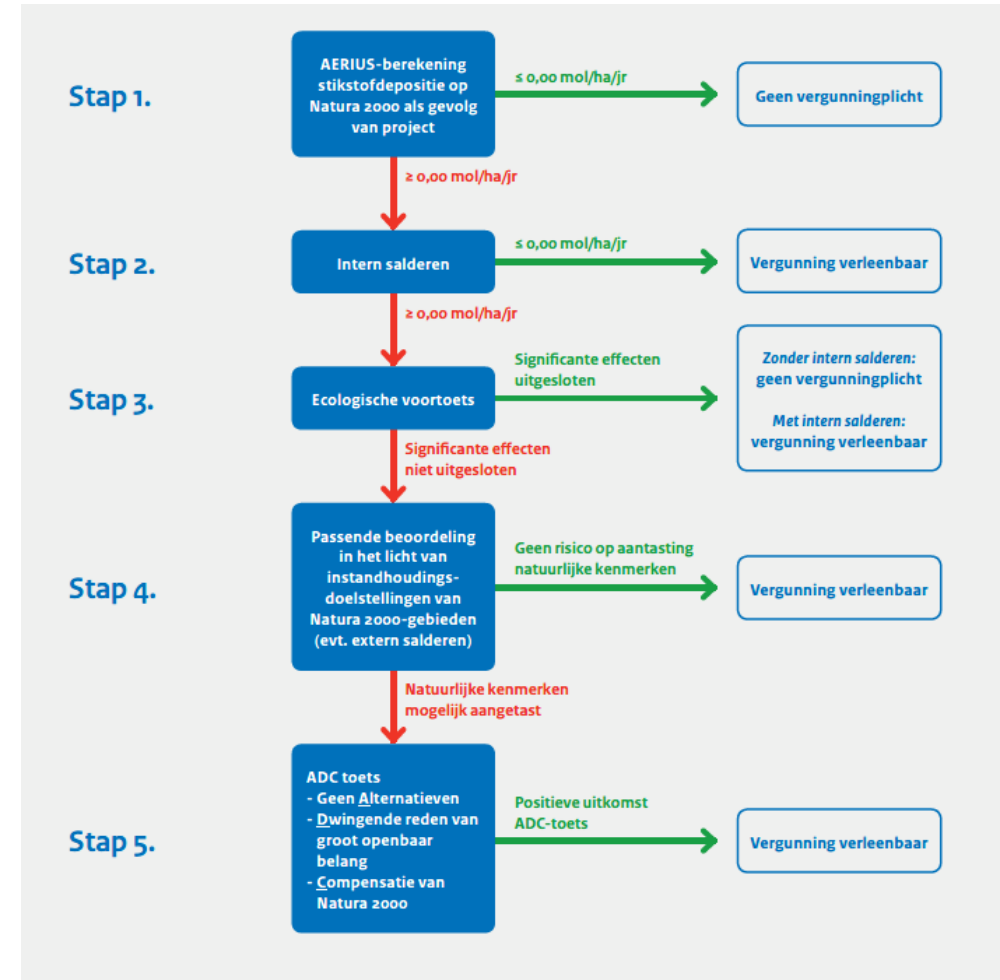 Stap 1.
AERIUS-berekening
stikstofdepositie op
Natura 2000 als gevolg
van project
≤ 0,00 mol/ha/jr
Geen vergunningplicht
≥ 0,00 mol/ha/jr
Stap 2.
Intern salderen
≤ 0,00 mol/ha/jr
Vergunning verleenbaar
≥ 0,00 mol/ha/jr
Stap 3.
Ecologische voortoets
Significante effecten
uitgesloten
Zonder intern salderen:
geen vergunningplicht
Met intern salderen:
vergunning verleenbaar
Significante effecten
niet uitgesloten
Stap 4.
Passende beoordeling
in het licht van
instandhoudings-
doelstellingen van
Natura 2000-gebieden
(evt. extern salderen)
Geen risico op aantasting
natuurlijke kenmerken
Vergunning verleenbaar
Natuurlijke kenmerken
mogelijk aangetast
Stap 5.
ADC toets
- Geen Alternatieven
- Dwingende reden van
groot openbaar
belang
- Compensatie van
Natura 2000
Positieve uitkomst
ADC-toets
Vergunning verleenbaar